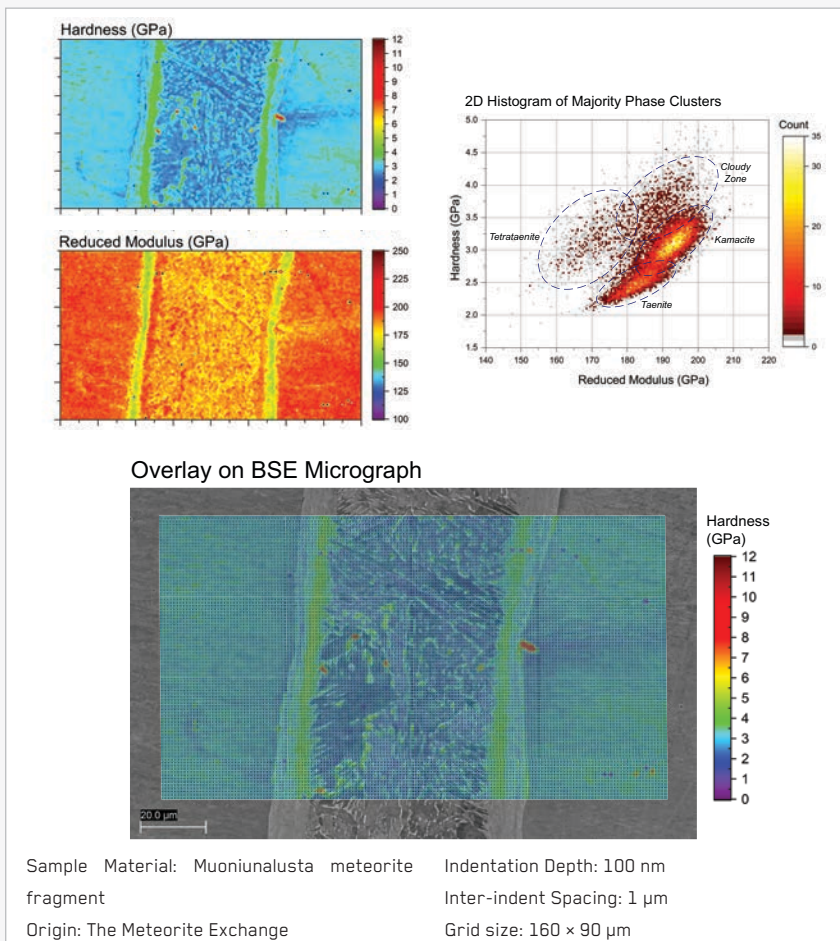 Hardness (GPa)
12
11
10
9
8
7
6
5
4
3
2
1
0
Reduced Modulus (GPa)
250
225
200
175
150
125
100
2D Histogram of Majority Phase Clusters
Count
35
30
20
10
0
5.0
4.5
4.0
3.5
3.0
2.5
2.0
1.5
Hardness (GPa)
Cloudy
Zone
Tetrataenite
Kamacite
Taenite
140 150 160 170 180 190 200 210 220
Reduced Modulus (GPa)
Overlay on BSE Micrograph
Hardness
(GPa)
12
11
10
9
8
7
6
5
4
3
2
1
0
20.0 µm
Sample Material: Muoniunalusta meteorite
fragment
Origin: The Meteorite Exchange
Indentation Depth: 100 nm
Inter-indent Spacing: 1 µm
Grid size: 160 × 90 µm